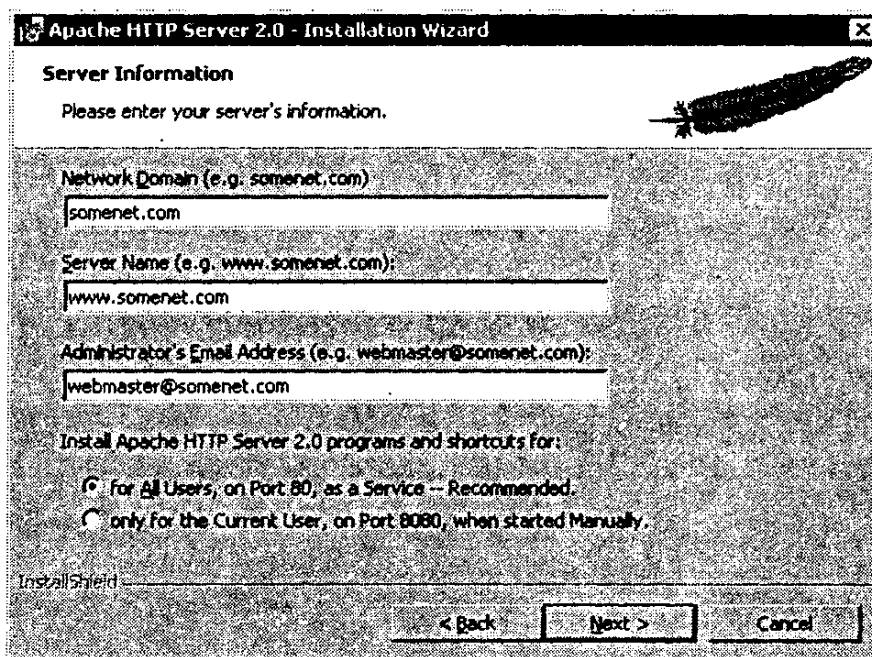 Apache HTTP Server 2.0 - Installation Wizard
Server Information
Please enter your server's information.
Network Domain (e.g. somenet.com)
somenet.com
Server Name (e.g. www.somenet.com):
www.somenet.com
Administrator's Email Address (e.g. webmaster@somenet.com):
webmaster@somenet.com
Install Apache HTTP Server 2.0 programs and shortcuts for:
for All Users, on Port 80, as a Service -- Recommended.
only for the Current User, on Port 8080, when started Manually.
InstallShield
< Back Next > Cancel